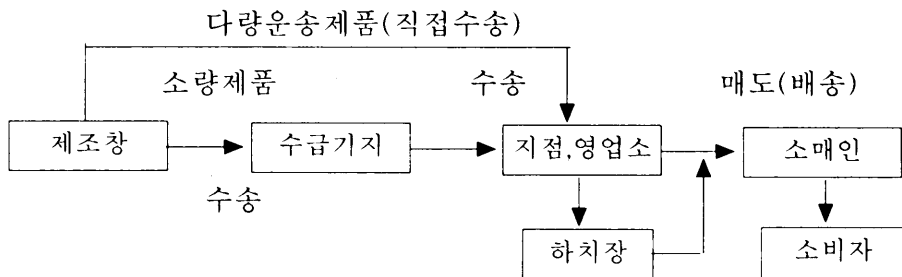 다량운송제품(직접수송)
소량제품 수송 매도(배송)
제조창 수급기지 지점,영업소 소매인
수송
하치장 소비자